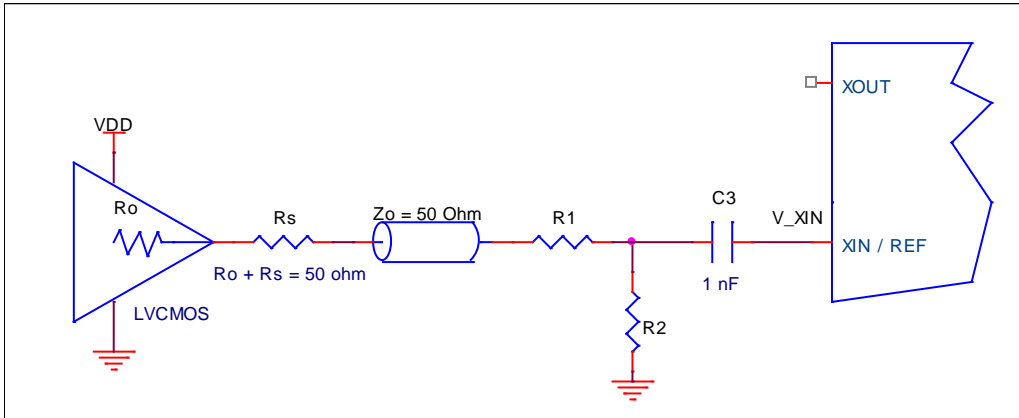 XOUT
VDD
Ro
Rs
Zo = 50 Ohm
R1
C3
V_XIN
XIN / REF
Ro + Rs = 50 ohm
1 nF
LVCMOS
R2